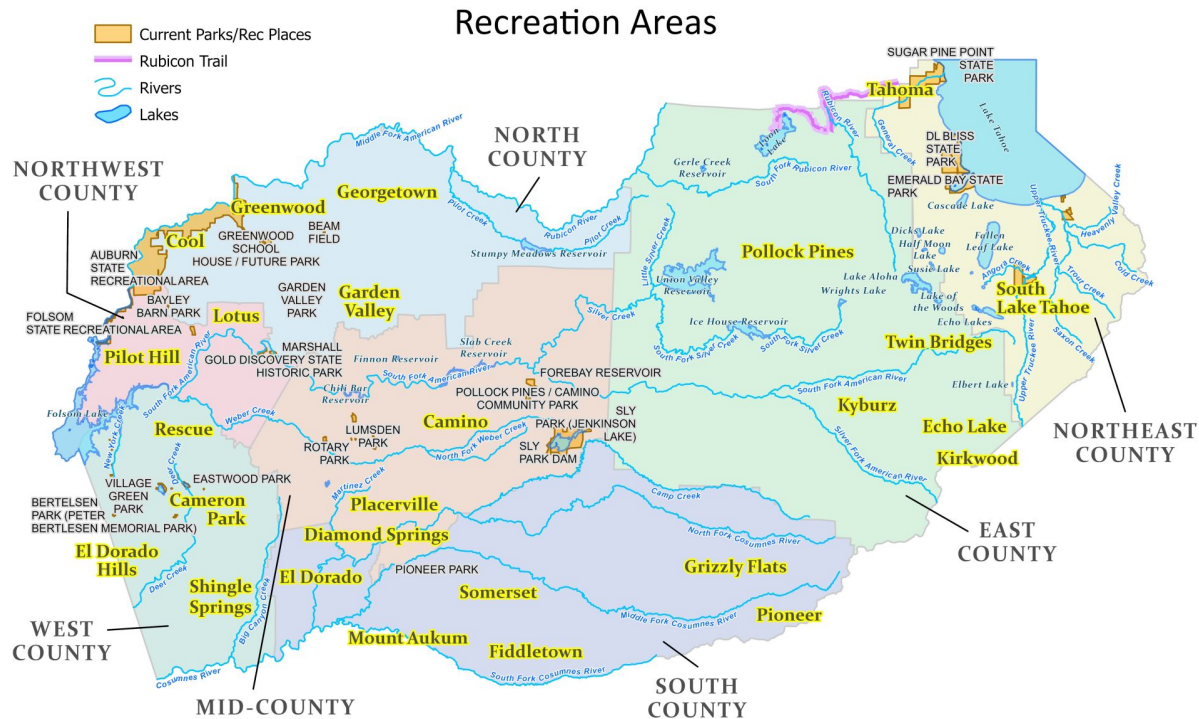 Recreation Areas
Current Parks/Rec Places
Rubicon Trail
Rivers
Lakes
SUGAR PINE POINT
STATE
PARK
Tahoma
Lake Tahoe
General Creek
Rubicon River
DL BLISS
STATE
PARK
EMERALD BAY STATE
PARK
Cascade Lake
Middle Fork American River
NORTH
COUNTY
NORTHWEST
COUNTY
Loon
Lake
Gerle Creek
Reservoir
South Fork Rubicon River
Georgetown
Greenwood
Pilot Creek
Rubicon River
Pilot Creek
Stumpy Meadows Reservoir
Cool
GREENWOOD
SCHOOL
HOUSE / FUTURE PARK
BEAM
FIELD
AUBURN
STATE
RECREATIONAL AREA
BAYLEY
BARN PARK
GARDEN
VALLEY
PARK
Garden
Valley
Little Silver Creek
Union Valley
Reservoir
Pollock Pines
Dicks Lake
Half Moon
Lake
Susie Lake
Fallen
Leaf Lake
Upper Truckee River
Heavenly Valley Creek
Cold Creek
Trout Creek
Angora Creek
Lake Aloha
Wrights Lake
Lake of
the Woods
Echo Lakes
South
Lake Tahoe
Saxon Creek
Upper Truckee River
FOLSOM
STATE RECREATIONAL AREA
Lotus
Pilot Hill
South Fork American River
MARSHALL
GOLD DISCOVERY STATE
HISTORIC PARK
Finnon Reservoir
Slab Creek
Reservoir
Silver Creek
Ice House Reservoir
South Fork Silver Creek
South Fork Silver Creek
Twin Bridges
Chili Bar
Reservoir
South Fork American River
FOREBAY RESERVOIR
POLLOCK PINES / CAMINO
COMMUNITY PARK
South Fork American River
Ebert Lake
Kyburz
Echo Lake
Kirkwood
NORTHEAST
COUNTY
Folsom Lake
New York Creek
Rescue
Weber Creek
ROTARY
PARK
LUMSDEN
PARK
Camino
North Fork Weber Creek
SLY
PARK (JENKINSON
LAKE)
SLY
PARK DAM
Silver Fork American River
Deer Creek
EASTWOOD PARK
VILLAGE
GREEN
PARK
BERTELSEN
PARK (PETER
BERTLESEN MEMORIAL PARK)
Cameron
Park
Martinez Creek
Placerville
Camp Creek
EAST
COUNTY
Diamond Springs
North Fork Cosumnes River
El Dorado
Hills
Deer Creek
Shingle
Springs
Big Canyon Creek
El Dorado
PIONEER PARK
Somerset
Grizzly Flats
Middle Fork Cosumnes River
Pioneer
WEST
COUNTY
Mount Aukum
Fiddletown
Cosumnes River
South Fork Cosumnes River
MID-COUNTY
SOUTH
COUNTY